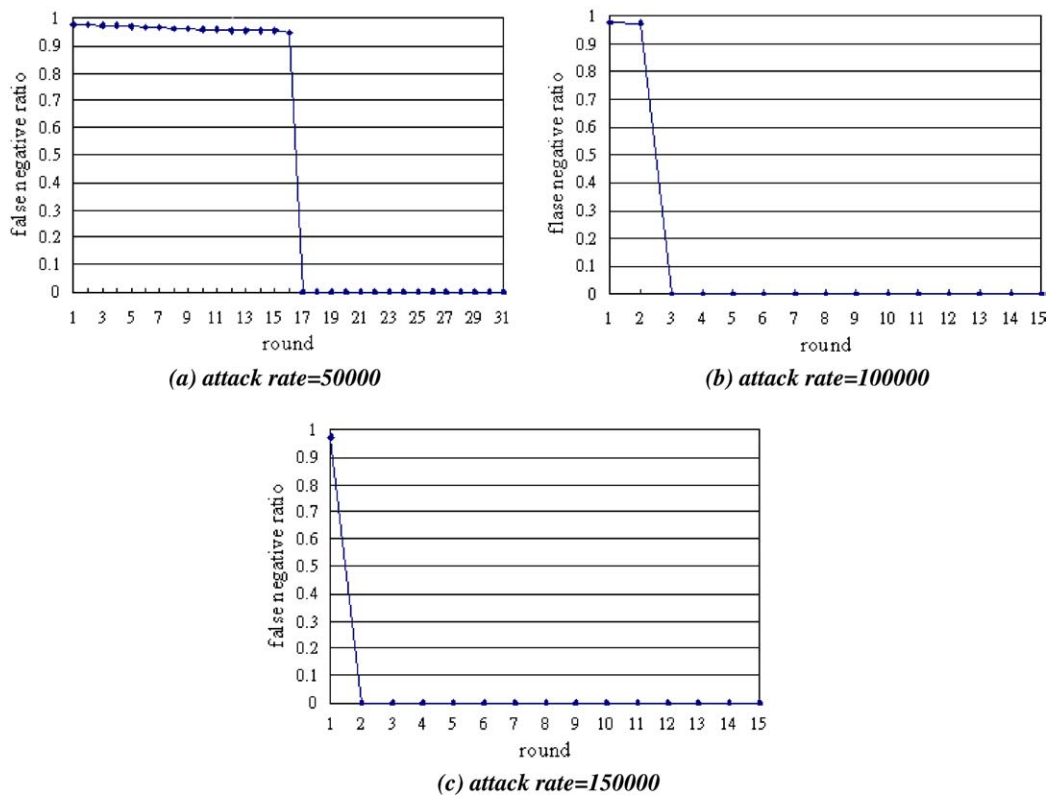 1
0.9
0.8
0.7
0.6
0.5
0.4
0.3
0.2
0.1
0
false negative ratio
1 3 5 7 9 11 13 15 17 19 21 23 25 27 29 31
round
(a) attack rate=50000
1
0.9
0.8
0.7
0.6
0.5
0.4
0.3
0.2
0.1
0
flase negative ratio
1 2 3 4 5 6 7 8 9 10 11 12 13 14 15
round
(b) attack rate=100000
1
0.9
0.8
0.7
0.6
0.5
0.4
0.3
0.2
0.1
0
false negative ratio
1 2 3 4 5 6 7 8 9 10 11 12 13 14 15
round
(c) attack rate=150000